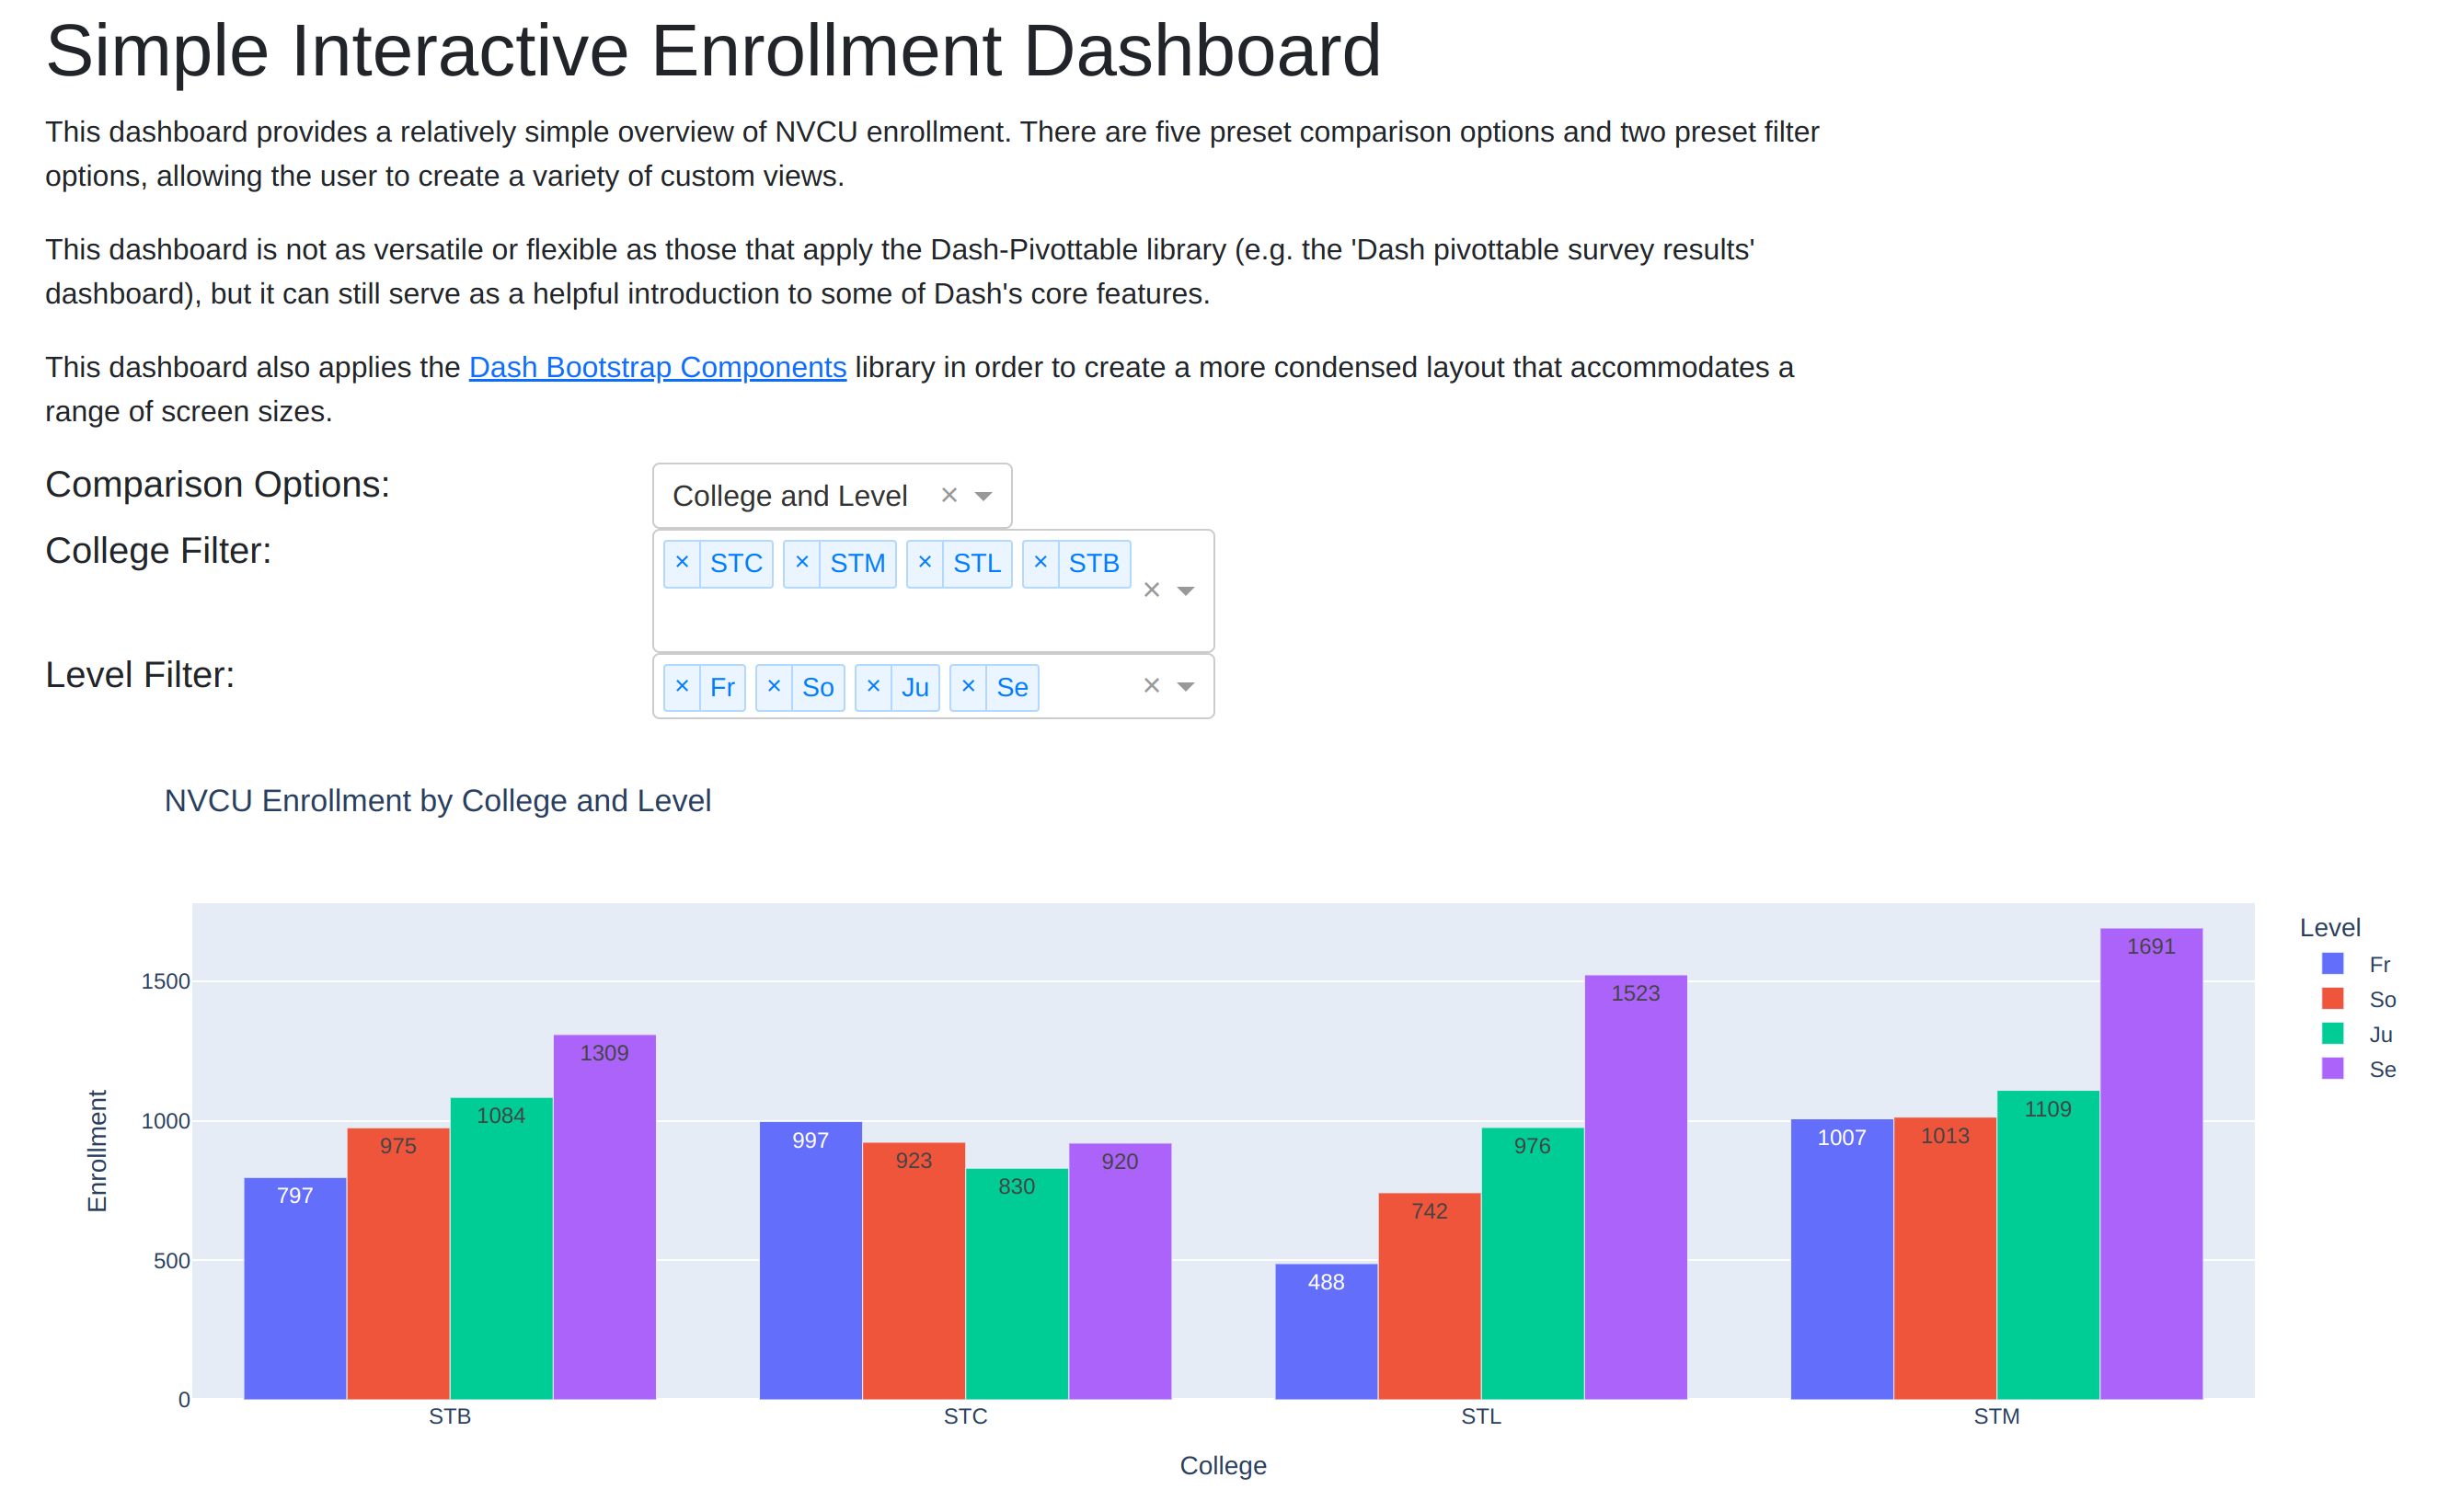 Simple Interactive Enrollment Dashboard
This dashboard provides a relatively simple overview of NVCU enrollment. There are five preset comparison options and two preset filter
options, allowing the user to create a variety of custom views.
This dashboard is not as versatile or flexible as those that apply the Dash-Pivottable library (e.g. the 'Dash pivottable survey results'
dashboard), but it can still serve as a helpful introduction to some of Dash's core features.
This dashboard also applies the Dash Bootstrap Components library in order to create a more condensed layout that accommodates a
range of screen sizes.
Comparison Options:
College and Level ×
College Filter:
× STC × STM × STL × STB ×
Level Filter:
× Fr × So × Ju × Se ×
NVCU Enrollment by College and Level
Enrollment
1500
1000
500
0
797
975
1084
1309
997
923
830
920
488
742
976
1523
1007
1013
1109
1691
STB
STC
STL
STM
College
Level
Fr
So
Ju
Se